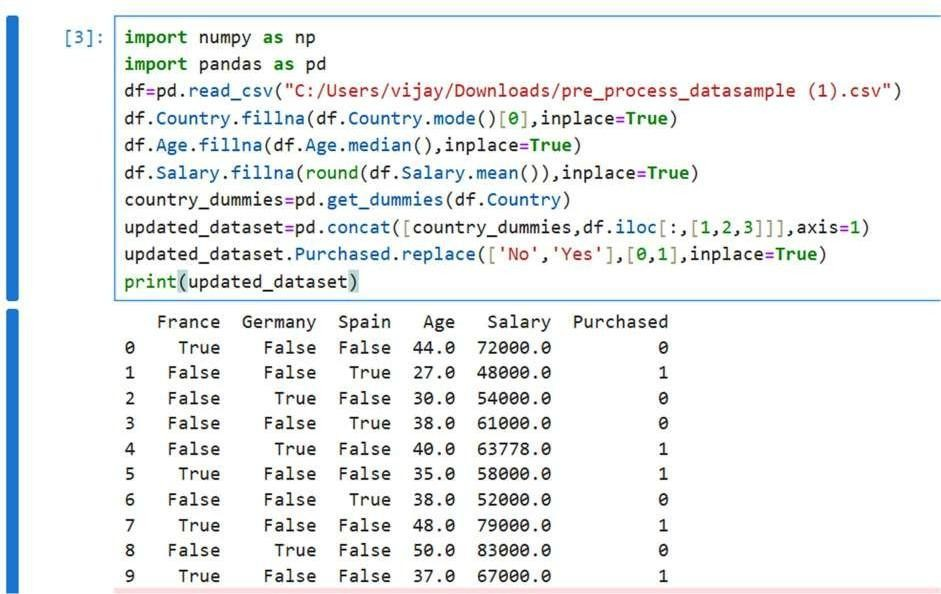 [3]: import numpy as np
import pandas as pd
df=pd.read_csv("C:/Users/vijay/Downloads/pre_process_datasample (1).csv")
df.Country.fillna(df.Country.mode()[0],inplace=True)
df.Age.fillna(df.Age.median(),inplace=True)
df.Salary.fillna(round(df.Salary.mean()),inplace=True)
country_dummies=pd.get_dummies(df.Country)
updated_dataset=pd.concat([country_dummies,df.iloc[:,[1,2,3]]],axis=1)
updated_dataset.Purchased.replace(['No','Yes'],[0,1],inplace=True)
print(updated_dataset)
France Germany Spain Age Salary Purchased
0 True False False 44.0 72000.0 0
1 False False True 27.0 48000.0 1
2 False True False 30.0 54000.0 0
3 False False True 38.0 61000.0 0
4 False True False 40.0 63778.0 1
5 True False False 35.0 58000.0 1
6 False False True 38.0 52000.0 0
7 True False False 48.0 79000.0 1
8 False True False 50.0 83000.0 0
9 True False False 37.0 67000.0 1